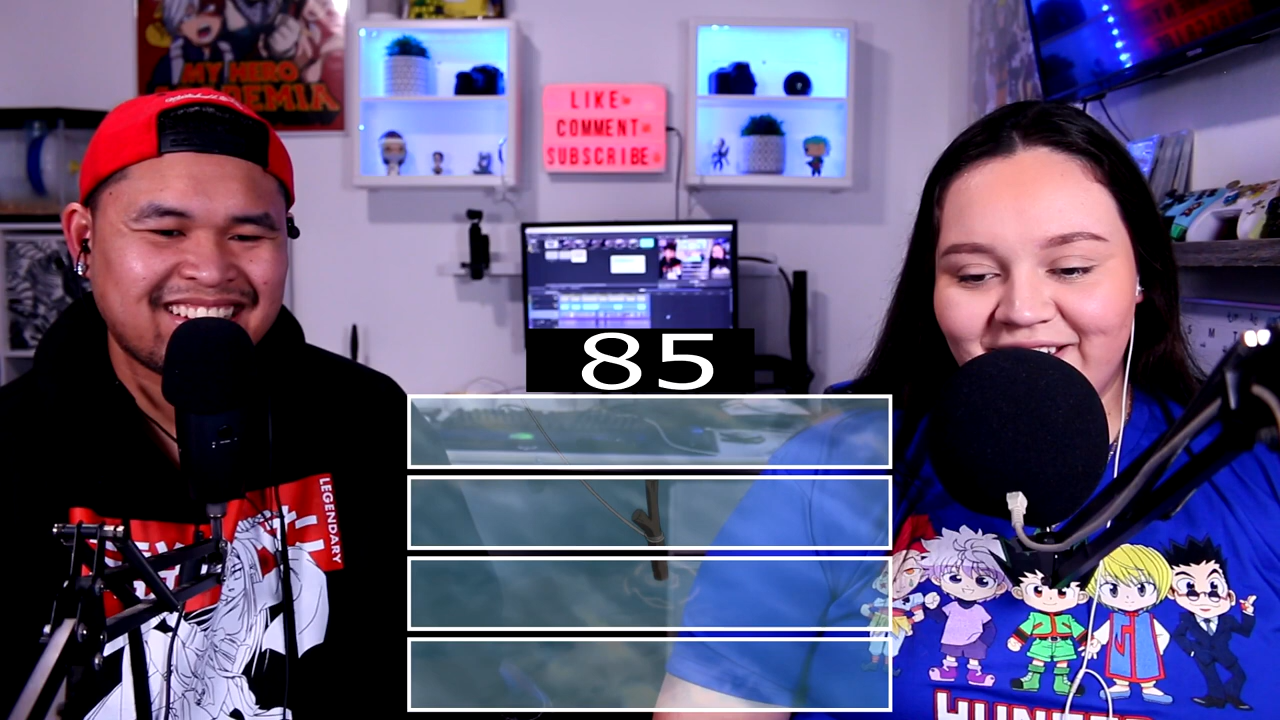 MY HERO
ACADEMIA
LIKE
COMMENT
SUBSCRIBE
85
LEGENDARY
HUNTER